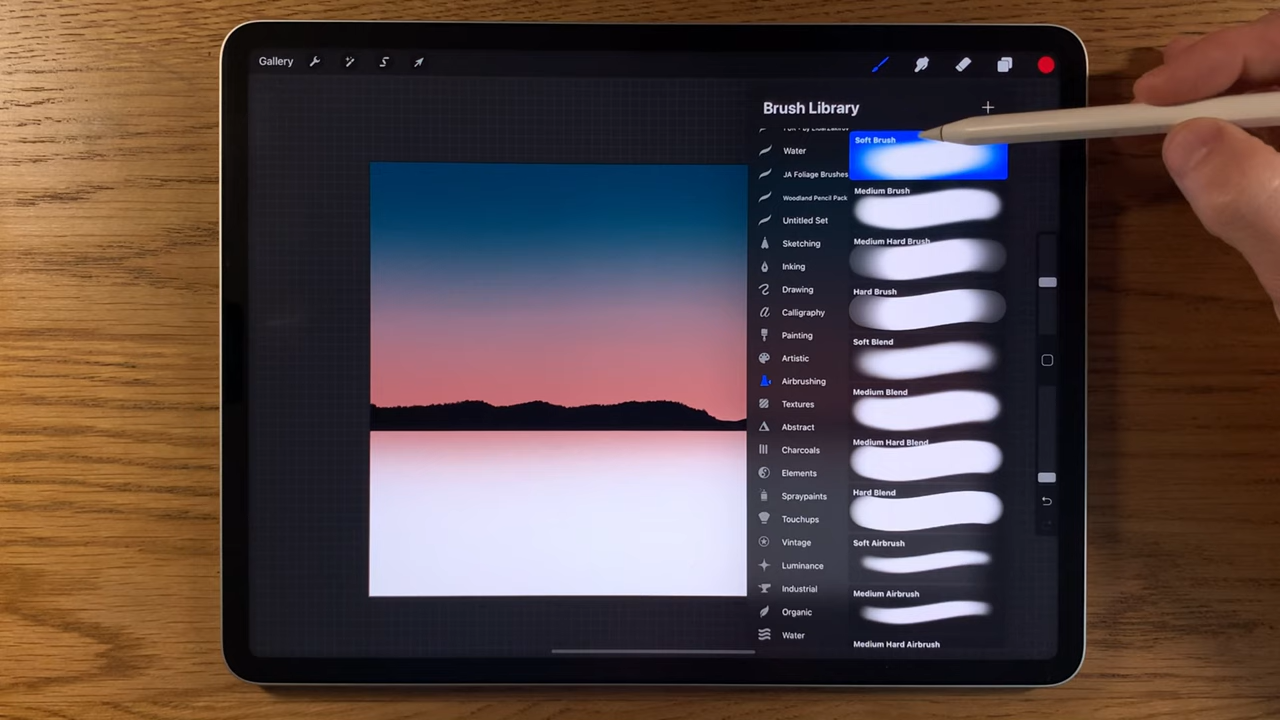 Gallery
Brush Library
Water
JA Foliage Brushes
Woodland Pencil Pack
Untitled Set
Sketching
Inking
Drawing
Calligraphy
Painting
Artistic
Airbrushing
Textures
Abstract
Charcoals
Elements
Spraypaints
Touchups
Vintage
Luminance
Industrial
Organic
Water
Soft Brush
Medium Brush
Medium Hard Brush
Hard Brush
Soft Blend
Medium Blend
Medium Hard Blend
Hard Blend
Soft Airbrush
Medium Airbrush
Medium Hard Airbrush